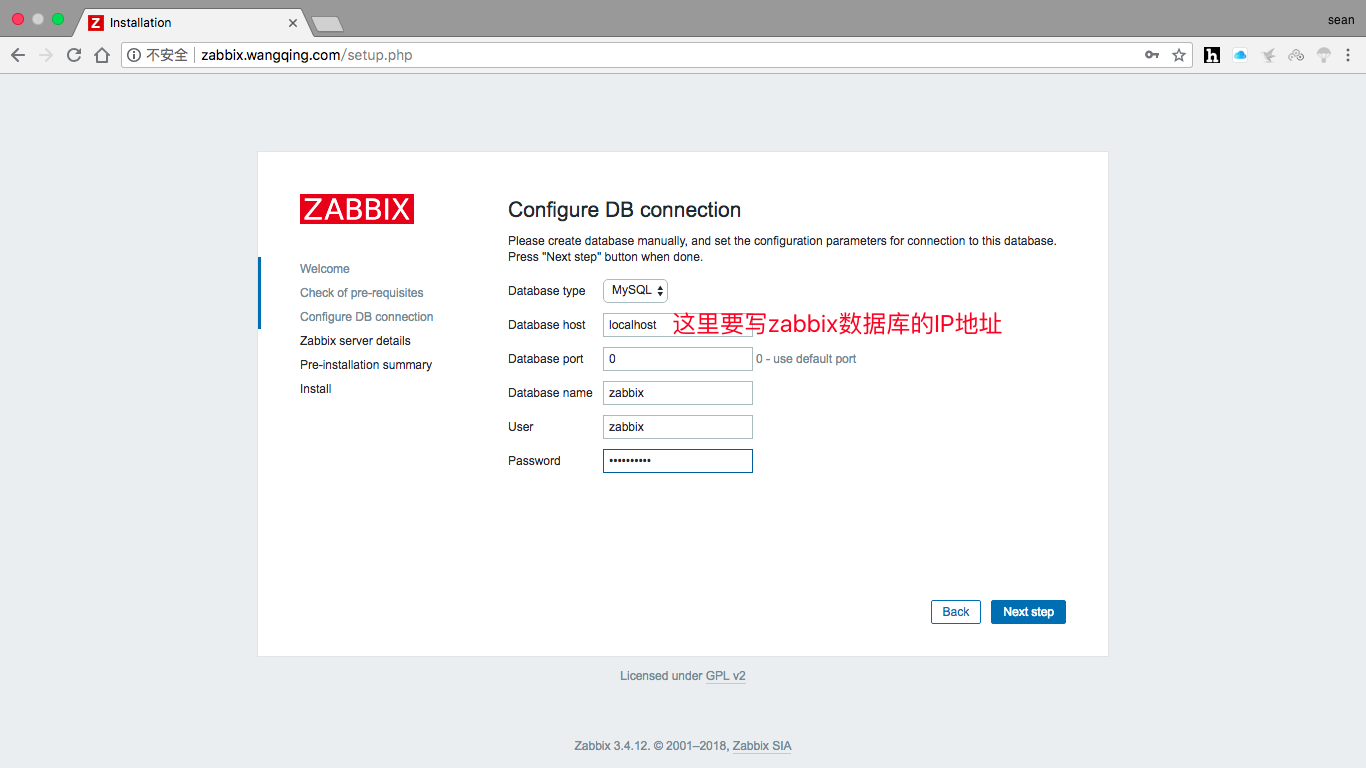 Installation
sean
不安全
zabbix.wangqing.com/setup.php
ZABBIX
Welcome
Check of pre-requisites
Configure DB connection
Zabbix server details
Pre-installation summary
Install
Configure DB connection
Please create database manually, and set the configuration parameters for connection to this database.
Press "Next step" button when done.
Database type MySQL
Database host localhost 这里要写zabbix数据库的IP地址
Database port 0 0 - use default port
Database name zabbix
User zabbix
Password ••••••••••
Back Next step
Licensed under GPL v2
Zabbix 3.4.12. © 2001–2018, Zabbix SIA